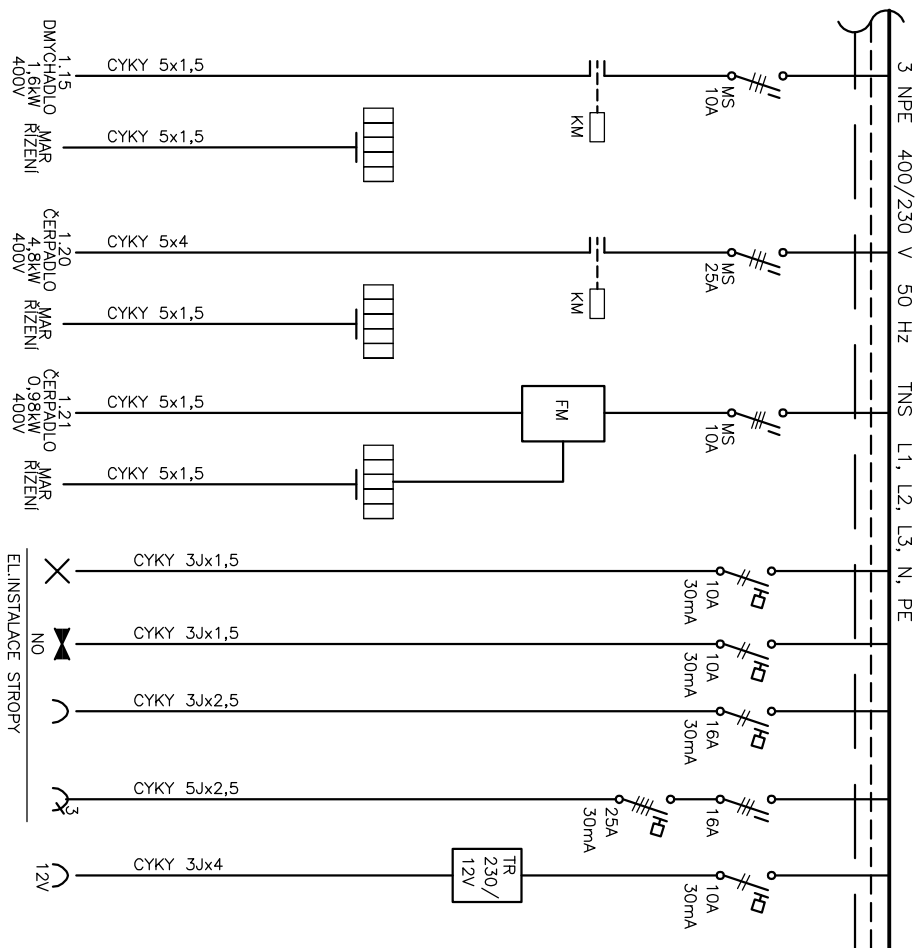 3 NPE 400/230 V 50 Hz TNS L1, L2, L3, N, PE
MS
10A
KM
CYKY 5x1,5
1.15
DMYCHADLO
1,6kW
400V
CYKY 5x1,5
MAR
ŘÍZENÍ
MS
25A
KM
CYKY 5x4
1.20
ČERPADLO
4,8kW
400V
CYKY 5x1,5
MAR
ŘÍZENÍ
MS
10A
FM
CYKY 5x1,5
1.21
ČERPADLO
0,98kW
400V
CYKY 5x1,5
MAR
ŘÍZENÍ
10A
30mA
CYKY 3Jx1,5
10A
30mA
CYKY 3Jx1,5
NO
16A
30mA
CYKY 3Jx2,5
16A
25A
30mA
CYKY 5Jx2,5
3
EL.INSTALACE STROPY
10A
30mA
TR
230/
12V
CYKY 3Jx4
12V